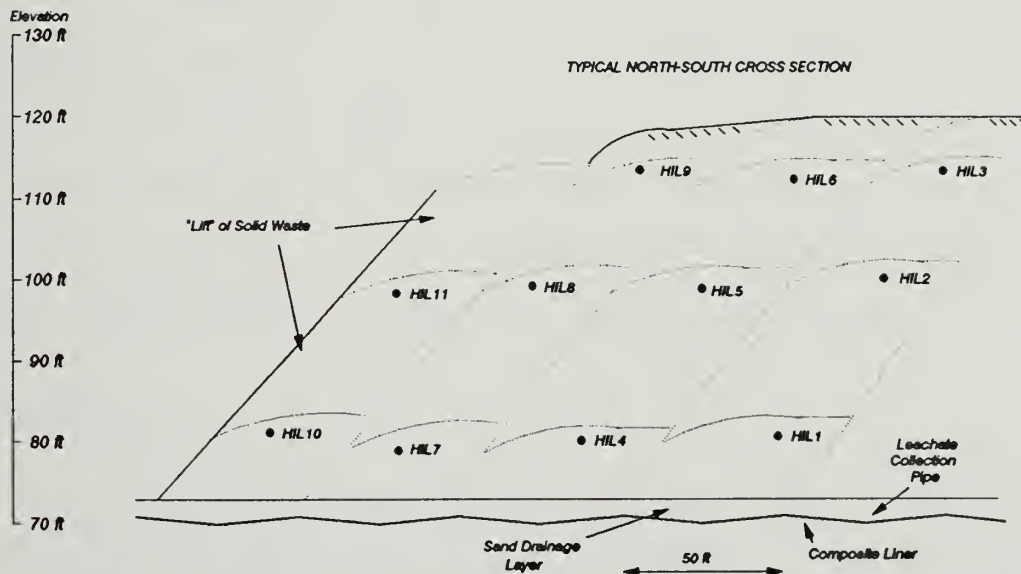 Elevation
130 ft
TYPICAL NORTH-SOUTH CROSS SECTION
120 ft
HIL9
HIL6
HIL3
110 ft
"Lift" of Solid Waste
100 ft
HIL11
HIL8
HIL5
HIL2
90 ft
80 ft
HIL10
HIL7
HIL4
HIL1
Leachate
Collection
Pipe
70 ft
Sand Drainage
Layer
50 ft
Composite Liner